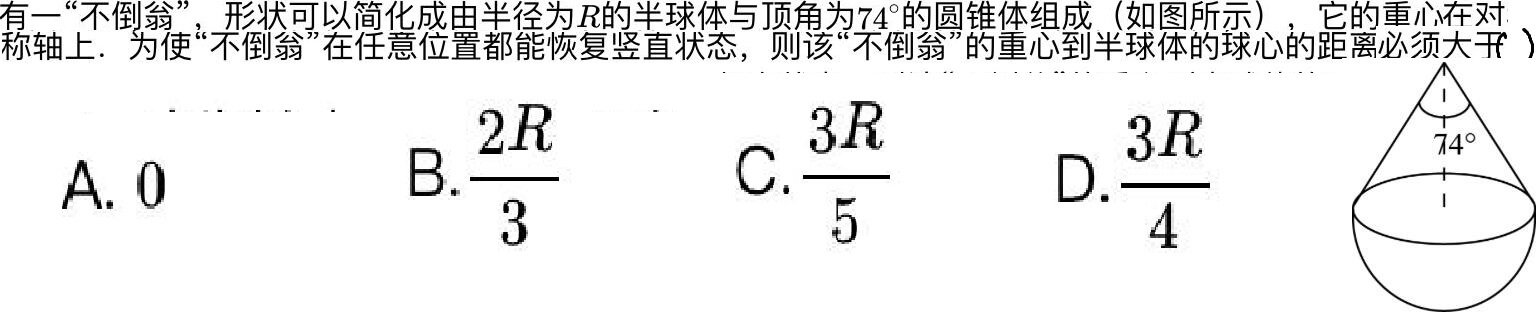 有一“不倒翁”，形状可以简化成由半径为R的半球体与顶角为74°的圆锥体组成（如图所示），它的重心在对
称轴上．为使“不倒翁”在任意位置都能恢复竖直状态，则该“不倒翁”的重心到半球体的球心的距离必须大于( )
A. 0 B. 2R/3 C. 3R/5 D. 3R/4
74°